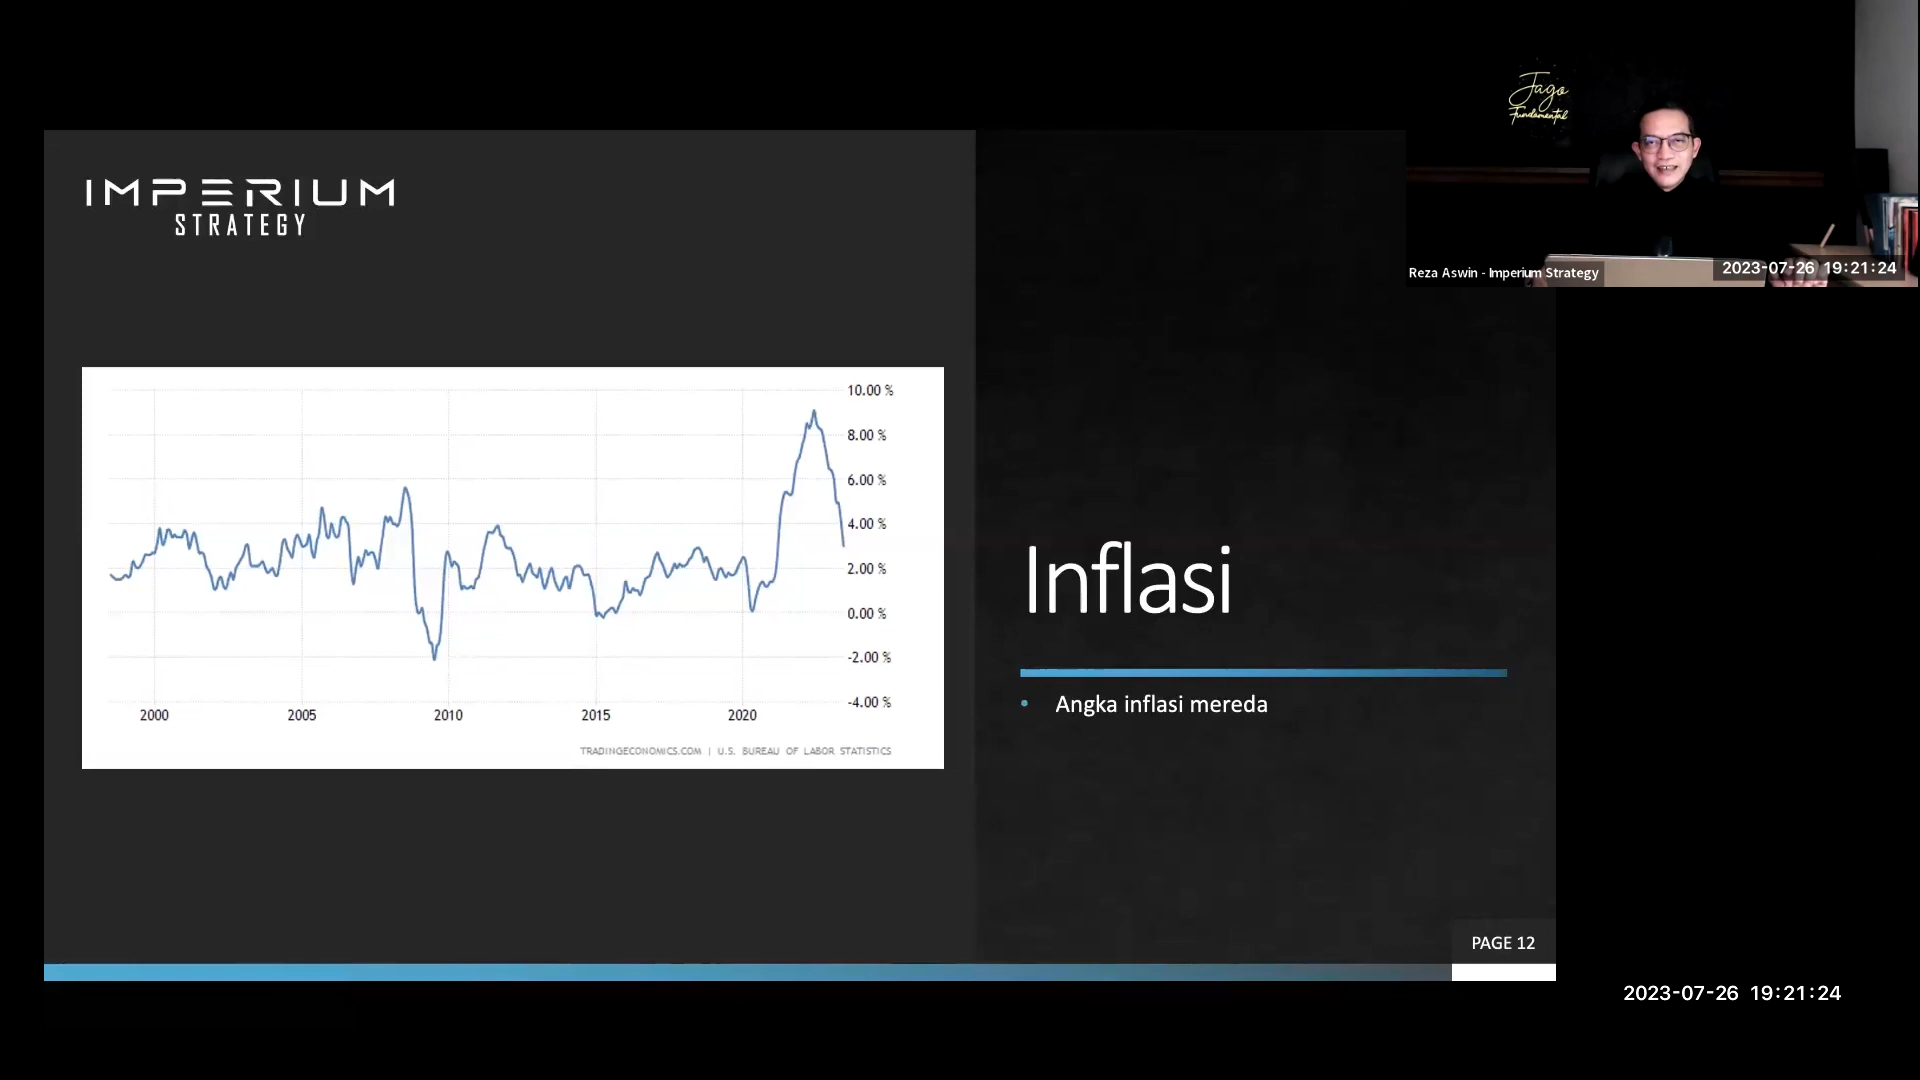 IMPERIUM
STRATEGY
Jago
Fundamental
Reza Aswin - Imperium Strategy
2023-07-26 19:21:24
10.00 %
8.00 %
6.00 %
4.00 %
2.00 %
0.00 %
-2.00 %
-4.00 %
2000 2005 2010 2015 2020
TRADINGECONOMICS.COM | U.S. BUREAU OF LABOR STATISTICS
Inflasi
• Angka inflasi mereda
PAGE 12
2023-07-26 19:21:24